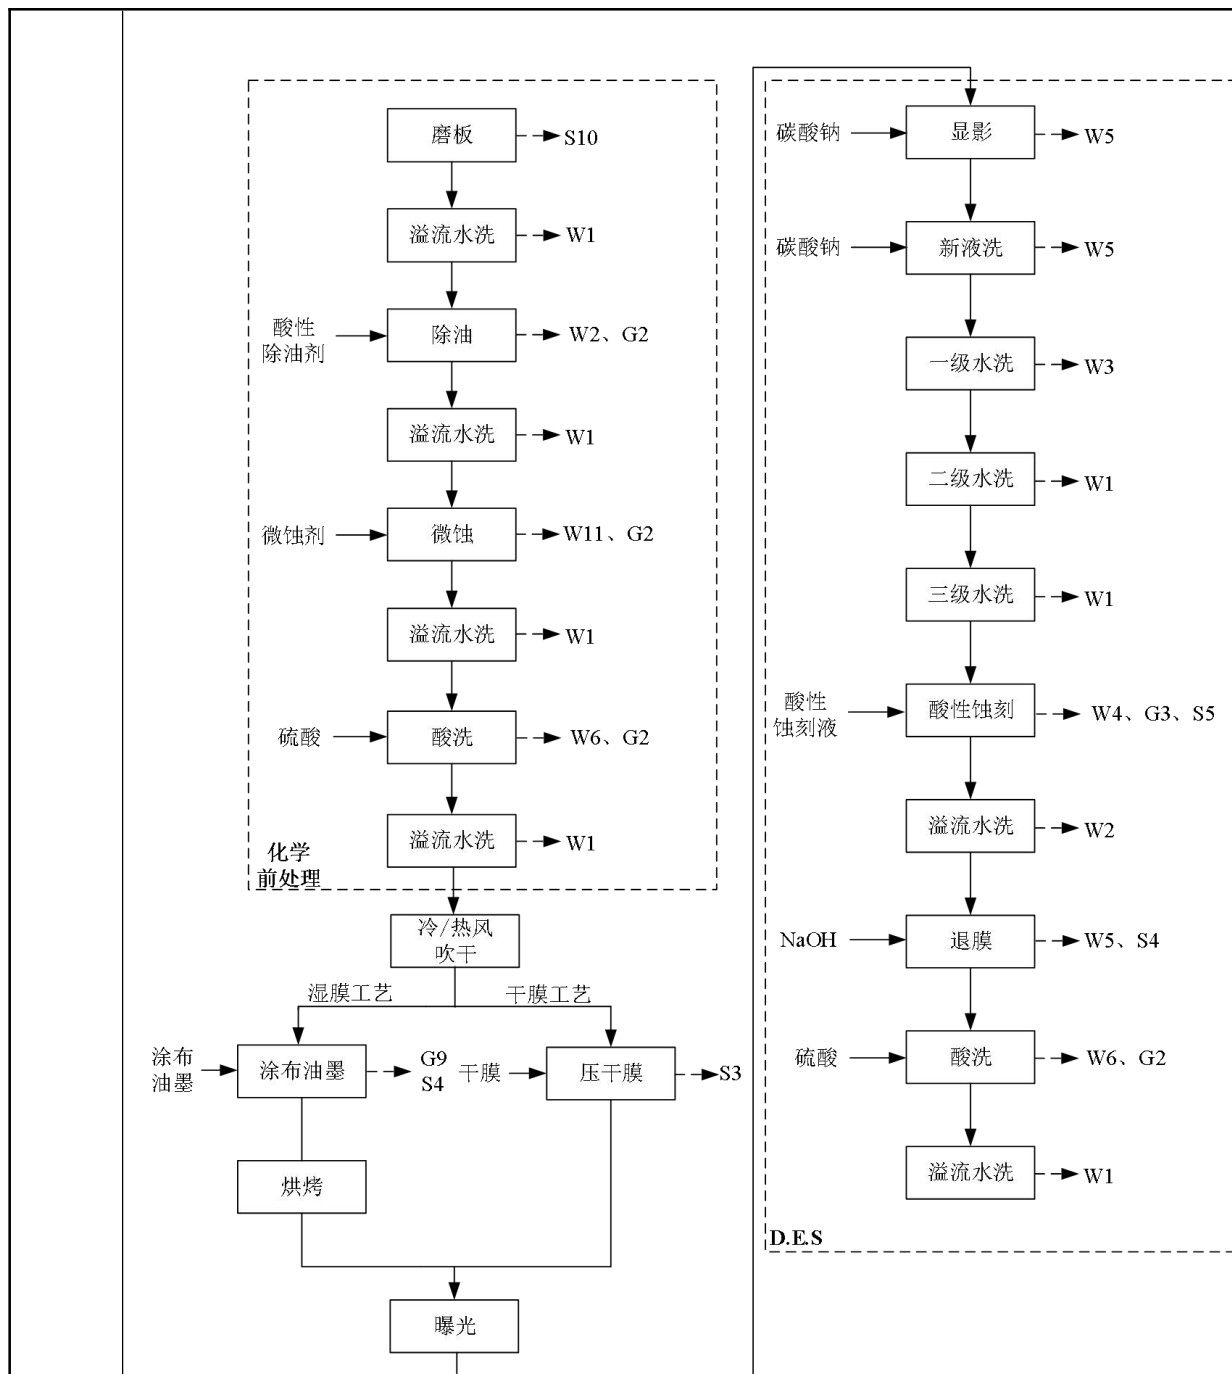 磨板
S10
溢流水洗
W1
酸性
除油剂
除油
W2、G2
溢流水洗
W1
微蚀剂
微蚀
W11、G2
溢流水洗
W1
硫酸
酸洗
W6、G2
溢流水洗
W1
化学
前处理
冷/热风
吹干
湿膜工艺
干膜工艺
涂布
油墨
涂布油墨
G9
S4
干膜
压干膜
S3
烘烤
曝光
碳酸钠
显影
W5
碳酸钠
新液洗
W5
一级水洗
W3
二级水洗
W1
三级水洗
W1
酸性
蚀刻液
酸性蚀刻
W4、G3、S5
溢流水洗
W2
NaOH
退膜
W5、S4
硫酸
酸洗
W6、G2
溢流水洗
W1
D.E.S